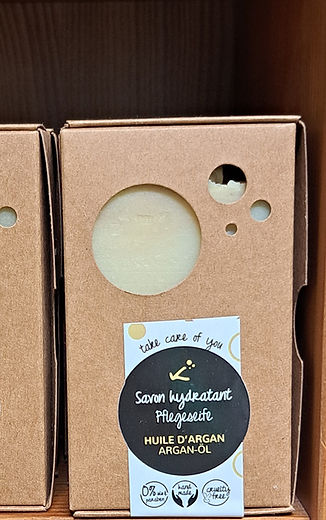 take care of you
Savon hydratant
Pflegeseife
HUILE D'ARGAN
ARGAN-ÖL
0%
hand
made
cruelty
free